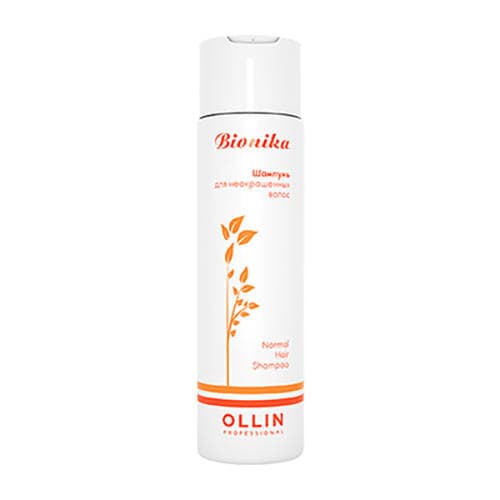 Bionika
Шампунь
для неокрашенных
волос
Normal
Hair
Shampoo
OLLIN
PROFESSIONAL